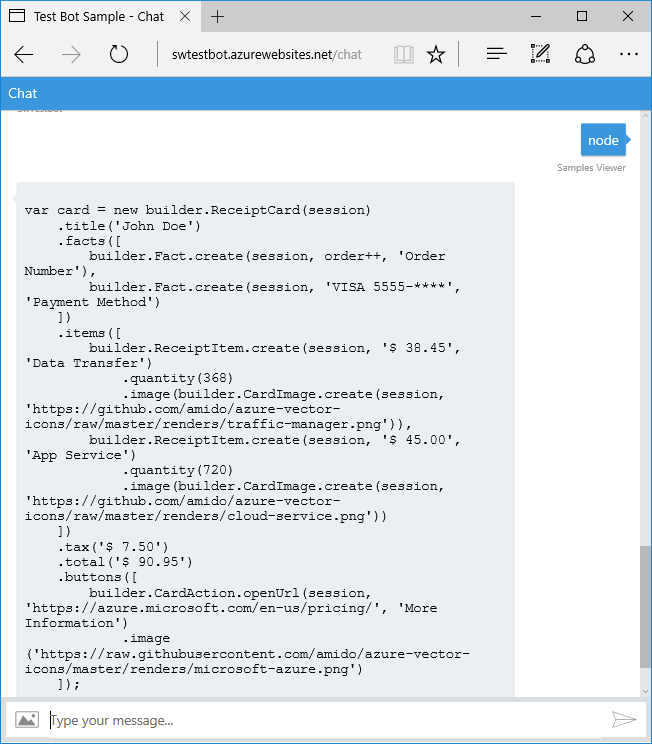 Test Bot Sample - Chat
swtestbot.azurewebsites.net/chat
Chat
swTestbot
node
Samples Viewer
var card = new builder.ReceiptCard(session)
.title('John Doe')
.facts([
builder.Fact.create(session, order++, 'Order
Number'),
builder.Fact.create(session, 'VISA 5555-****',
'Payment Method')
])
.items([
builder.ReceiptItem.create(session, '$ 38.45',
'Data Transfer')
.quantity(368)
.image(builder.CardImage.create(session,
'https://github.com/amido/azure-vector-
icons/raw/master/renders/traffic-manager.png')),
builder.ReceiptItem.create(session, '$ 45.00',
'App Service')
.quantity(720)
.image(builder.CardImage.create(session,
'https://github.com/amido/azure-vector-
icons/raw/master/renders/cloud-service.png'))
])
.tax('$ 7.50')
.total('$ 90.95')
.buttons([
builder.CardAction.openUrl(session,
'https://azure.microsoft.com/en-us/pricing/', 'More
Information')
.image
('https://raw.githubusercontent.com/amido/azure-vector-
icons/master/renders/microsoft-azure.png')
]);
Type your message...